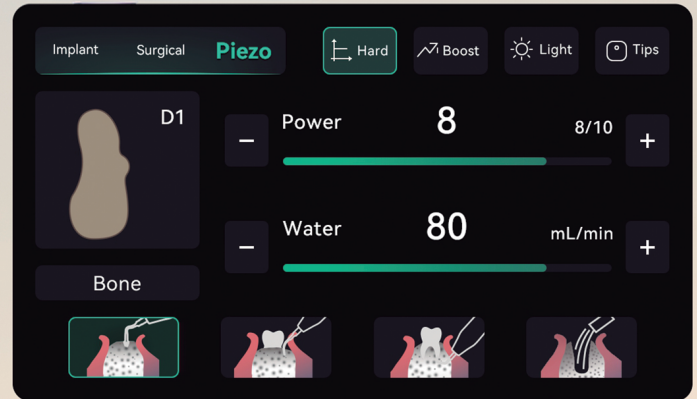 Implant Surgical Piezo Hard Boost Light Tips
D1
Power 8 8/10
− +
Water 80 mL/min
− +
Bone